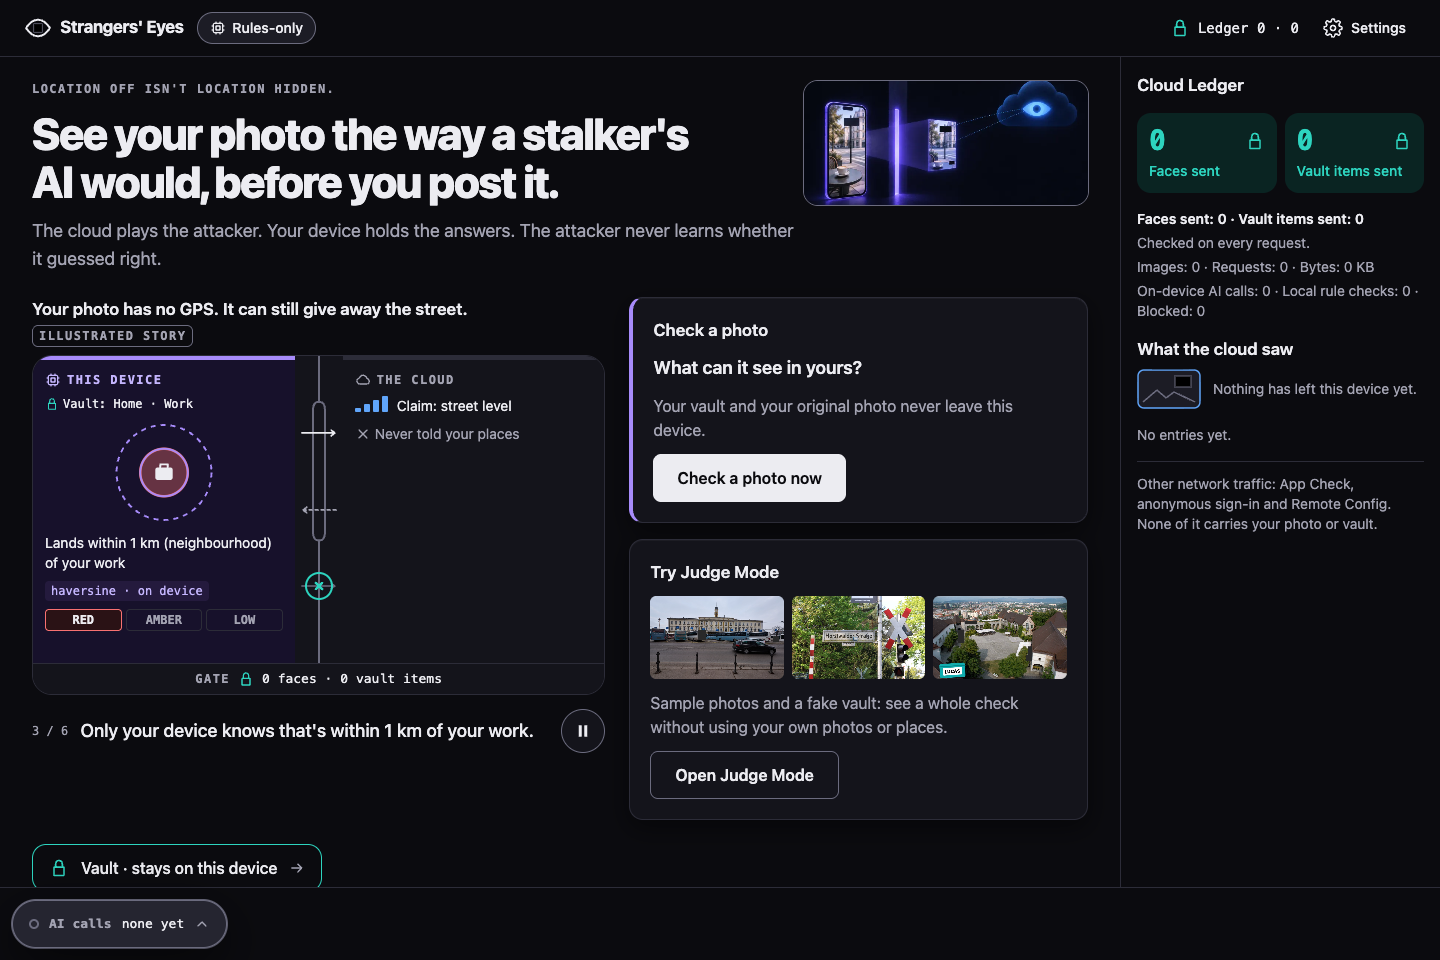 Strangers' Eyes
Rules-only
Ledger 0 · 0
Settings
LOCATION OFF ISN'T LOCATION HIDDEN.
See your photo the way a stalker's
AI would, before you post it.
The cloud plays the attacker. Your device holds the answers. The attacker never learns whether
it guessed right.
Your photo has no GPS. It can still give away the street.
ILLUSTRATED STORY
THIS DEVICE
Vault: Home · Work
Lands within 1 km (neighbourhood)
of your work
haversine · on device
RED
AMBER
LOW
THE CLOUD
Claim: street level
Never told your places
GATE 0 faces · 0 vault items
3 / 6
Only your device knows that's within 1 km of your work.
Vault · stays on this device →
Check a photo
What can it see in yours?
Your vault and your original photo never leave this
device.
Check a photo now
Try Judge Mode
Sample photos and a fake vault: see a whole check
without using your own photos or places.
Open Judge Mode
Cloud Ledger
0
Faces sent
0
Vault items sent
Faces sent: 0 · Vault items sent: 0
Checked on every request.
Images: 0 · Requests: 0 · Bytes: 0 KB
On-device AI calls: 0 · Local rule checks: 0 ·
Blocked: 0
What the cloud saw
Nothing has left this device yet.
No entries yet.
Other network traffic: App Check,
anonymous sign-in and Remote Config.
None of it carries your photo or vault.
AI calls none yet